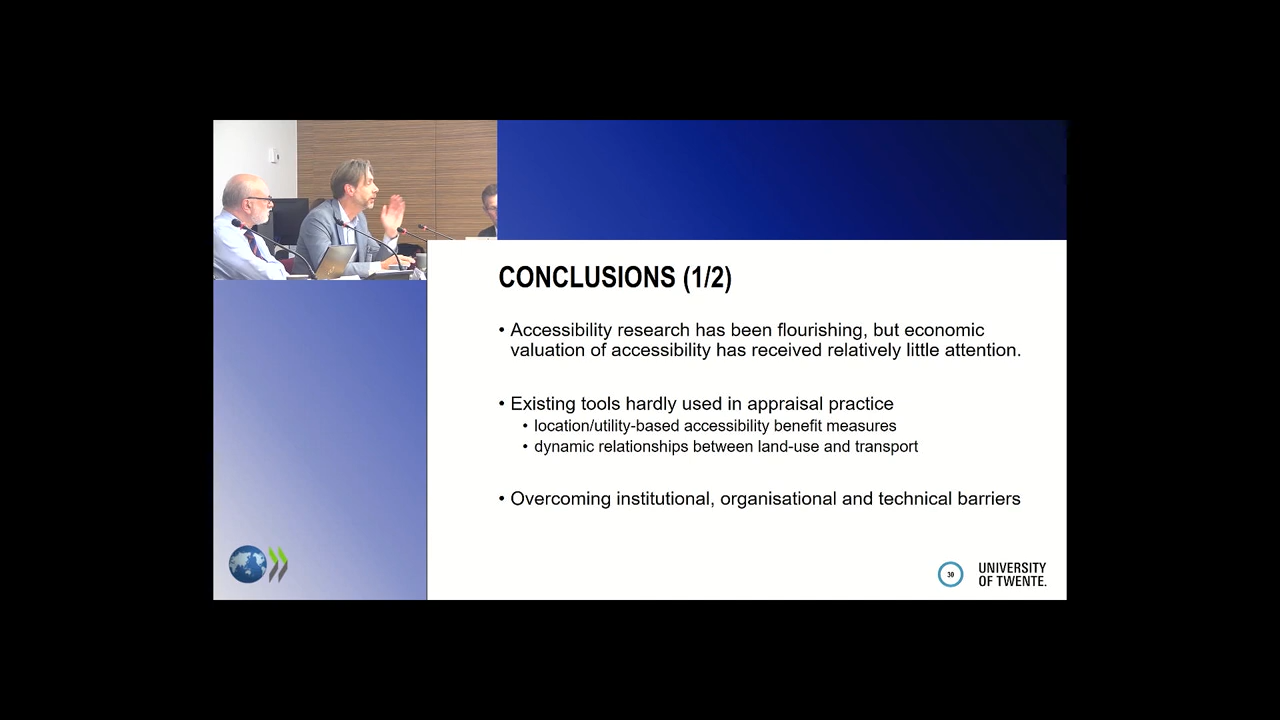 CONCLUSIONS (1/2)
• Accessibility research has been flourishing, but economic
valuation of accessibility has received relatively little attention.
• Existing tools hardly used in appraisal practice
• location/utility-based accessibility benefit measures
• dynamic relationships between land-use and transport
• Overcoming institutional, organisational and technical barriers
30
UNIVERSITY
OF TWENTE.